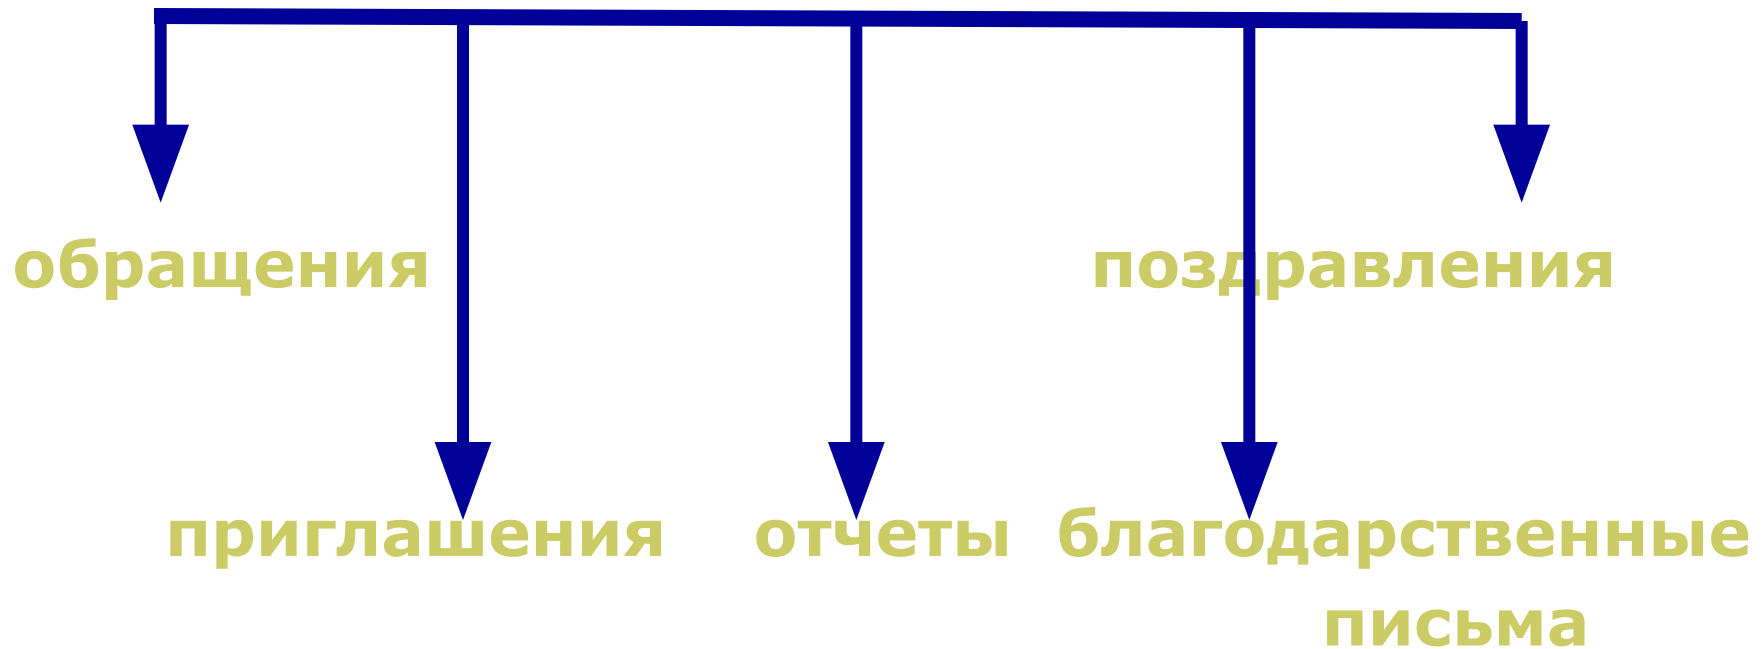 обращения
поздравления
приглашения
отчеты
благодарственные
письма